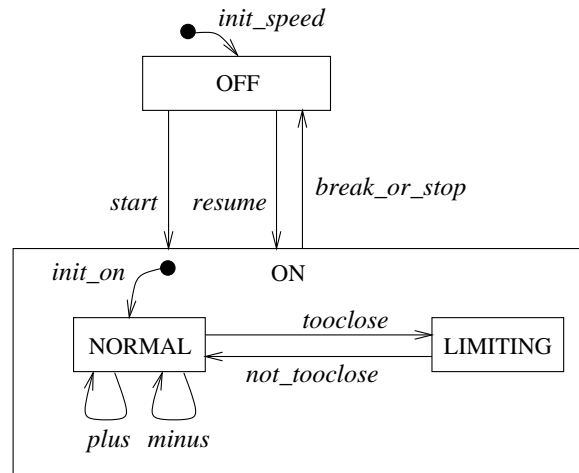 init_speed
OFF
start
resume
break_or_stop
init_on
ON
tooclose
NORMAL
LIMITING
not_tooclose
plus
minus